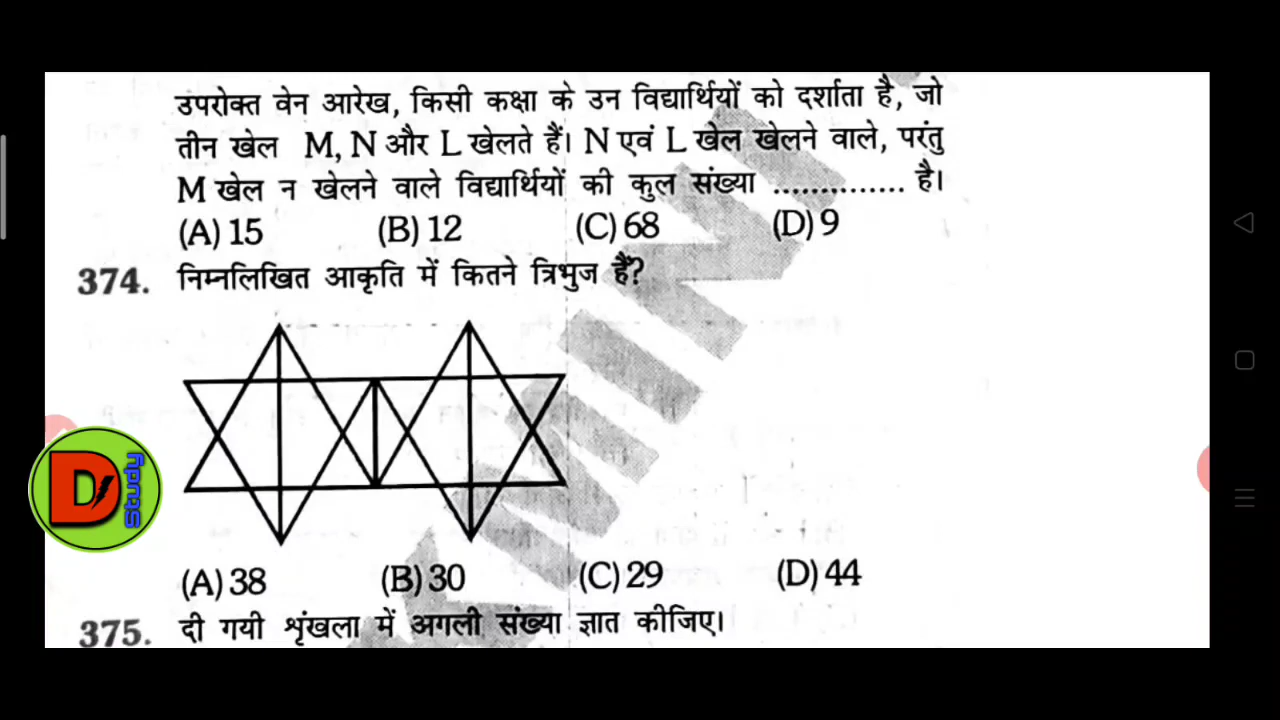 उपरोक्त वेन आरेख, किसी कक्षा के उन विद्यार्थियों को दर्शाता है, जो
तीन खेल M, N और L खेलते हैं। N एवं L खेल खेलने वाले, परंतु
M खेल न खेलने वाले विद्यार्थियों की कुल संख्या .............. है।
(A) 15 (B) 12 (C) 68 (D) 9
374. निम्नलिखित आकृति में कितने त्रिभुज हैं?
D
Study
(A) 38 (B) 30 (C) 29 (D) 44
375. दी गयी शृंखला में अगली संख्या ज्ञात कीजिए।